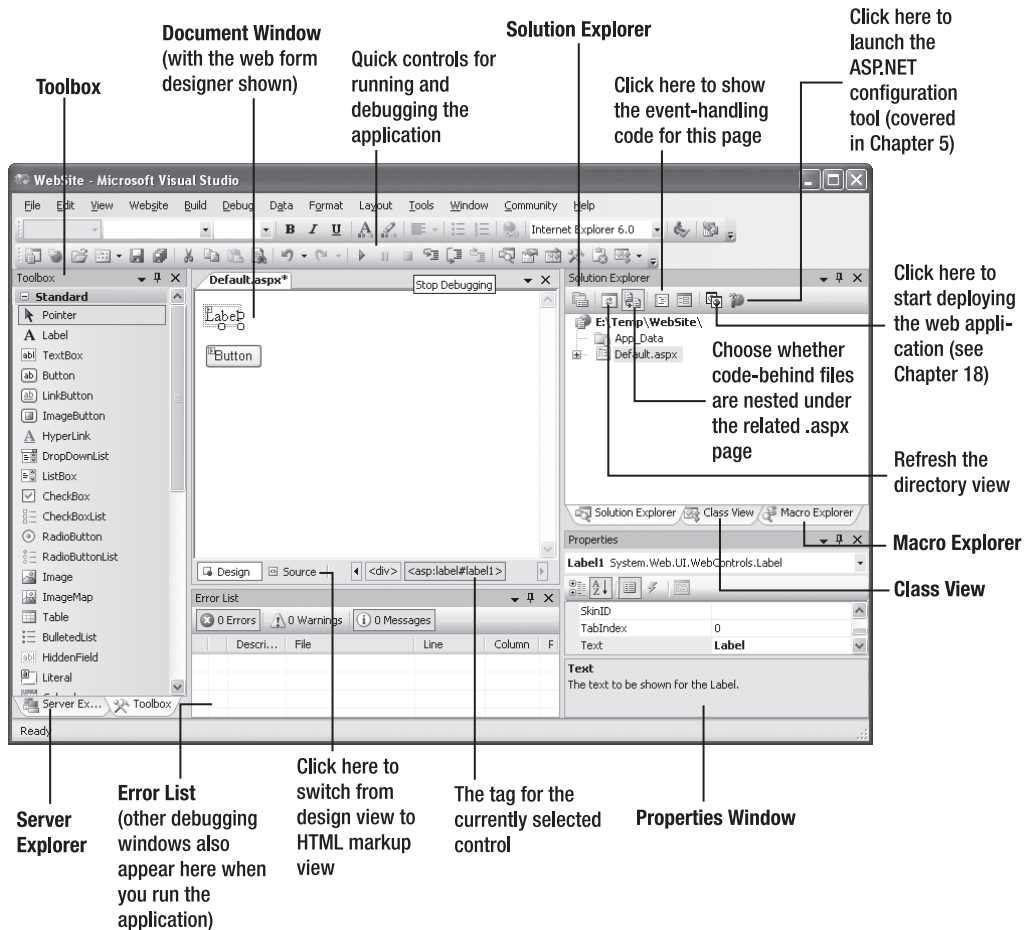 Toolbox
Document Window
(with the web form
designer shown)
Quick controls for
running and
debugging the
application
Solution Explorer
Click here to show
the event-handling
code for this page
Click here to
launch the
ASP.NET
configuration
tool (covered
in Chapter 5)
WebSite - Microsoft Visual Studio
File Edit View Website Build Debug Data Format Layout Tools Window Community Help
B I U A Internet Explorer 6.0
Toolbox
Standard
Pointer
A Label
abl TextBox
ab Button
ab LinkButton
ImageButton
A HyperLink
DropDownList
ListBox
CheckBox
CheckBoxList
RadioButton
RadioButtonList
Image
ImageMap
Table
BulletedList
abl HiddenField
Literal
Server Ex... Toolbox
Default.aspx*
Stop Debugging
Label
Button
Design Source <div> <asp:label#label1>
Error List
0 Errors 0 Warnings 0 Messages
Descri... File Line Column F
Solution Explorer
E:\Temp\WebSite\
App_Data
Default.aspx
Choose whether
code-behind files
are nested under
the related .aspx
page
Solution Explorer Class View Macro Explorer
Properties
Label1 System.Web.UI.WebControls.Label
SkinID
TabIndex 0
Text Label
Text
The text to be shown for the Label.
Ready
Click here to
start deploying
the web appli-
cation (see
Chapter 18)
Refresh the
directory view
Macro Explorer
Class View
Server
Explorer
Error List
(other debugging
windows also
appear here when
you run the
application)
Click here to
switch from
design view to
HTML markup
view
The tag for the
currently selected
control
Properties Window